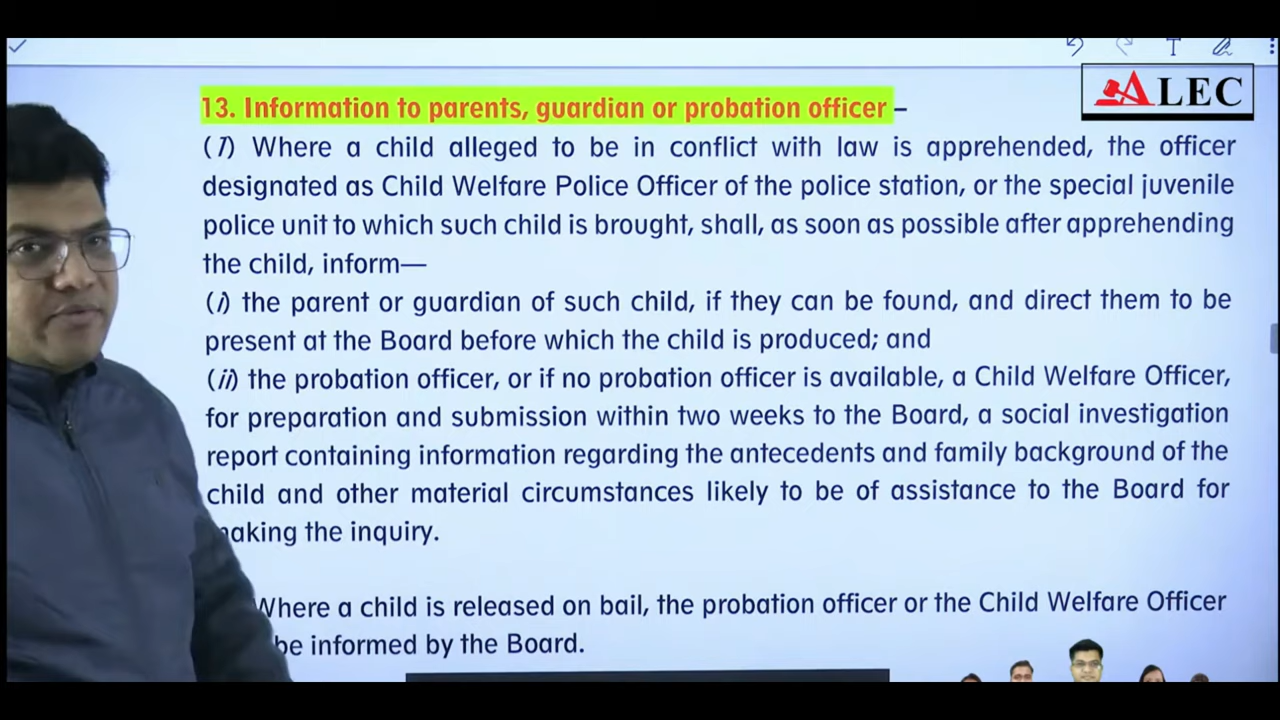 ALEC
13. Information to parents, guardian or probation officer –
(1) Where a child alleged to be in conflict with law is apprehended, the officer
designated as Child Welfare Police Officer of the police station, or the special juvenile
police unit to which such child is brought, shall, as soon as possible after apprehending
the child, inform—
(i) the parent or guardian of such child, if they can be found, and direct them to be
present at the Board before which the child is produced; and
(ii) the probation officer, or if no probation officer is available, a Child Welfare Officer,
for preparation and submission within two weeks to the Board, a social investigation
report containing information regarding the antecedents and family background of the
child and other material circumstances likely to be of assistance to the Board for
the inquiry.
Where a child is released on bail, the probation officer or the Child Welfare Officer
be informed by the Board.